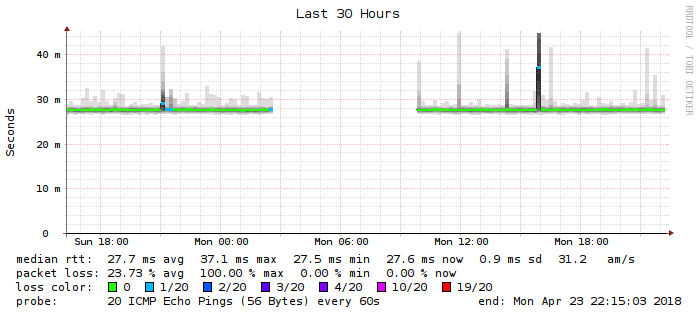 Last 30 Hours
RRDTOOL / TOBI OETIKER
Seconds
40 m
30 m
20 m
10 m
0
Sun 18:00 Mon 00:00 Mon 06:00 Mon 12:00 Mon 18:00
median rtt: 27.7 ms avg 37.1 ms max 27.5 ms min 27.6 ms now 0.9 ms sd 31.2 am/s
packet loss: 23.73 % avg 100.00 % max 0.00 % min 0.00 % now
loss color: 0 1/20 2/20 3/20 4/20 10/20 19/20
probe: 20 ICMP Echo Pings (56 Bytes) every 60s end: Mon Apr 23 22:15:03 2018